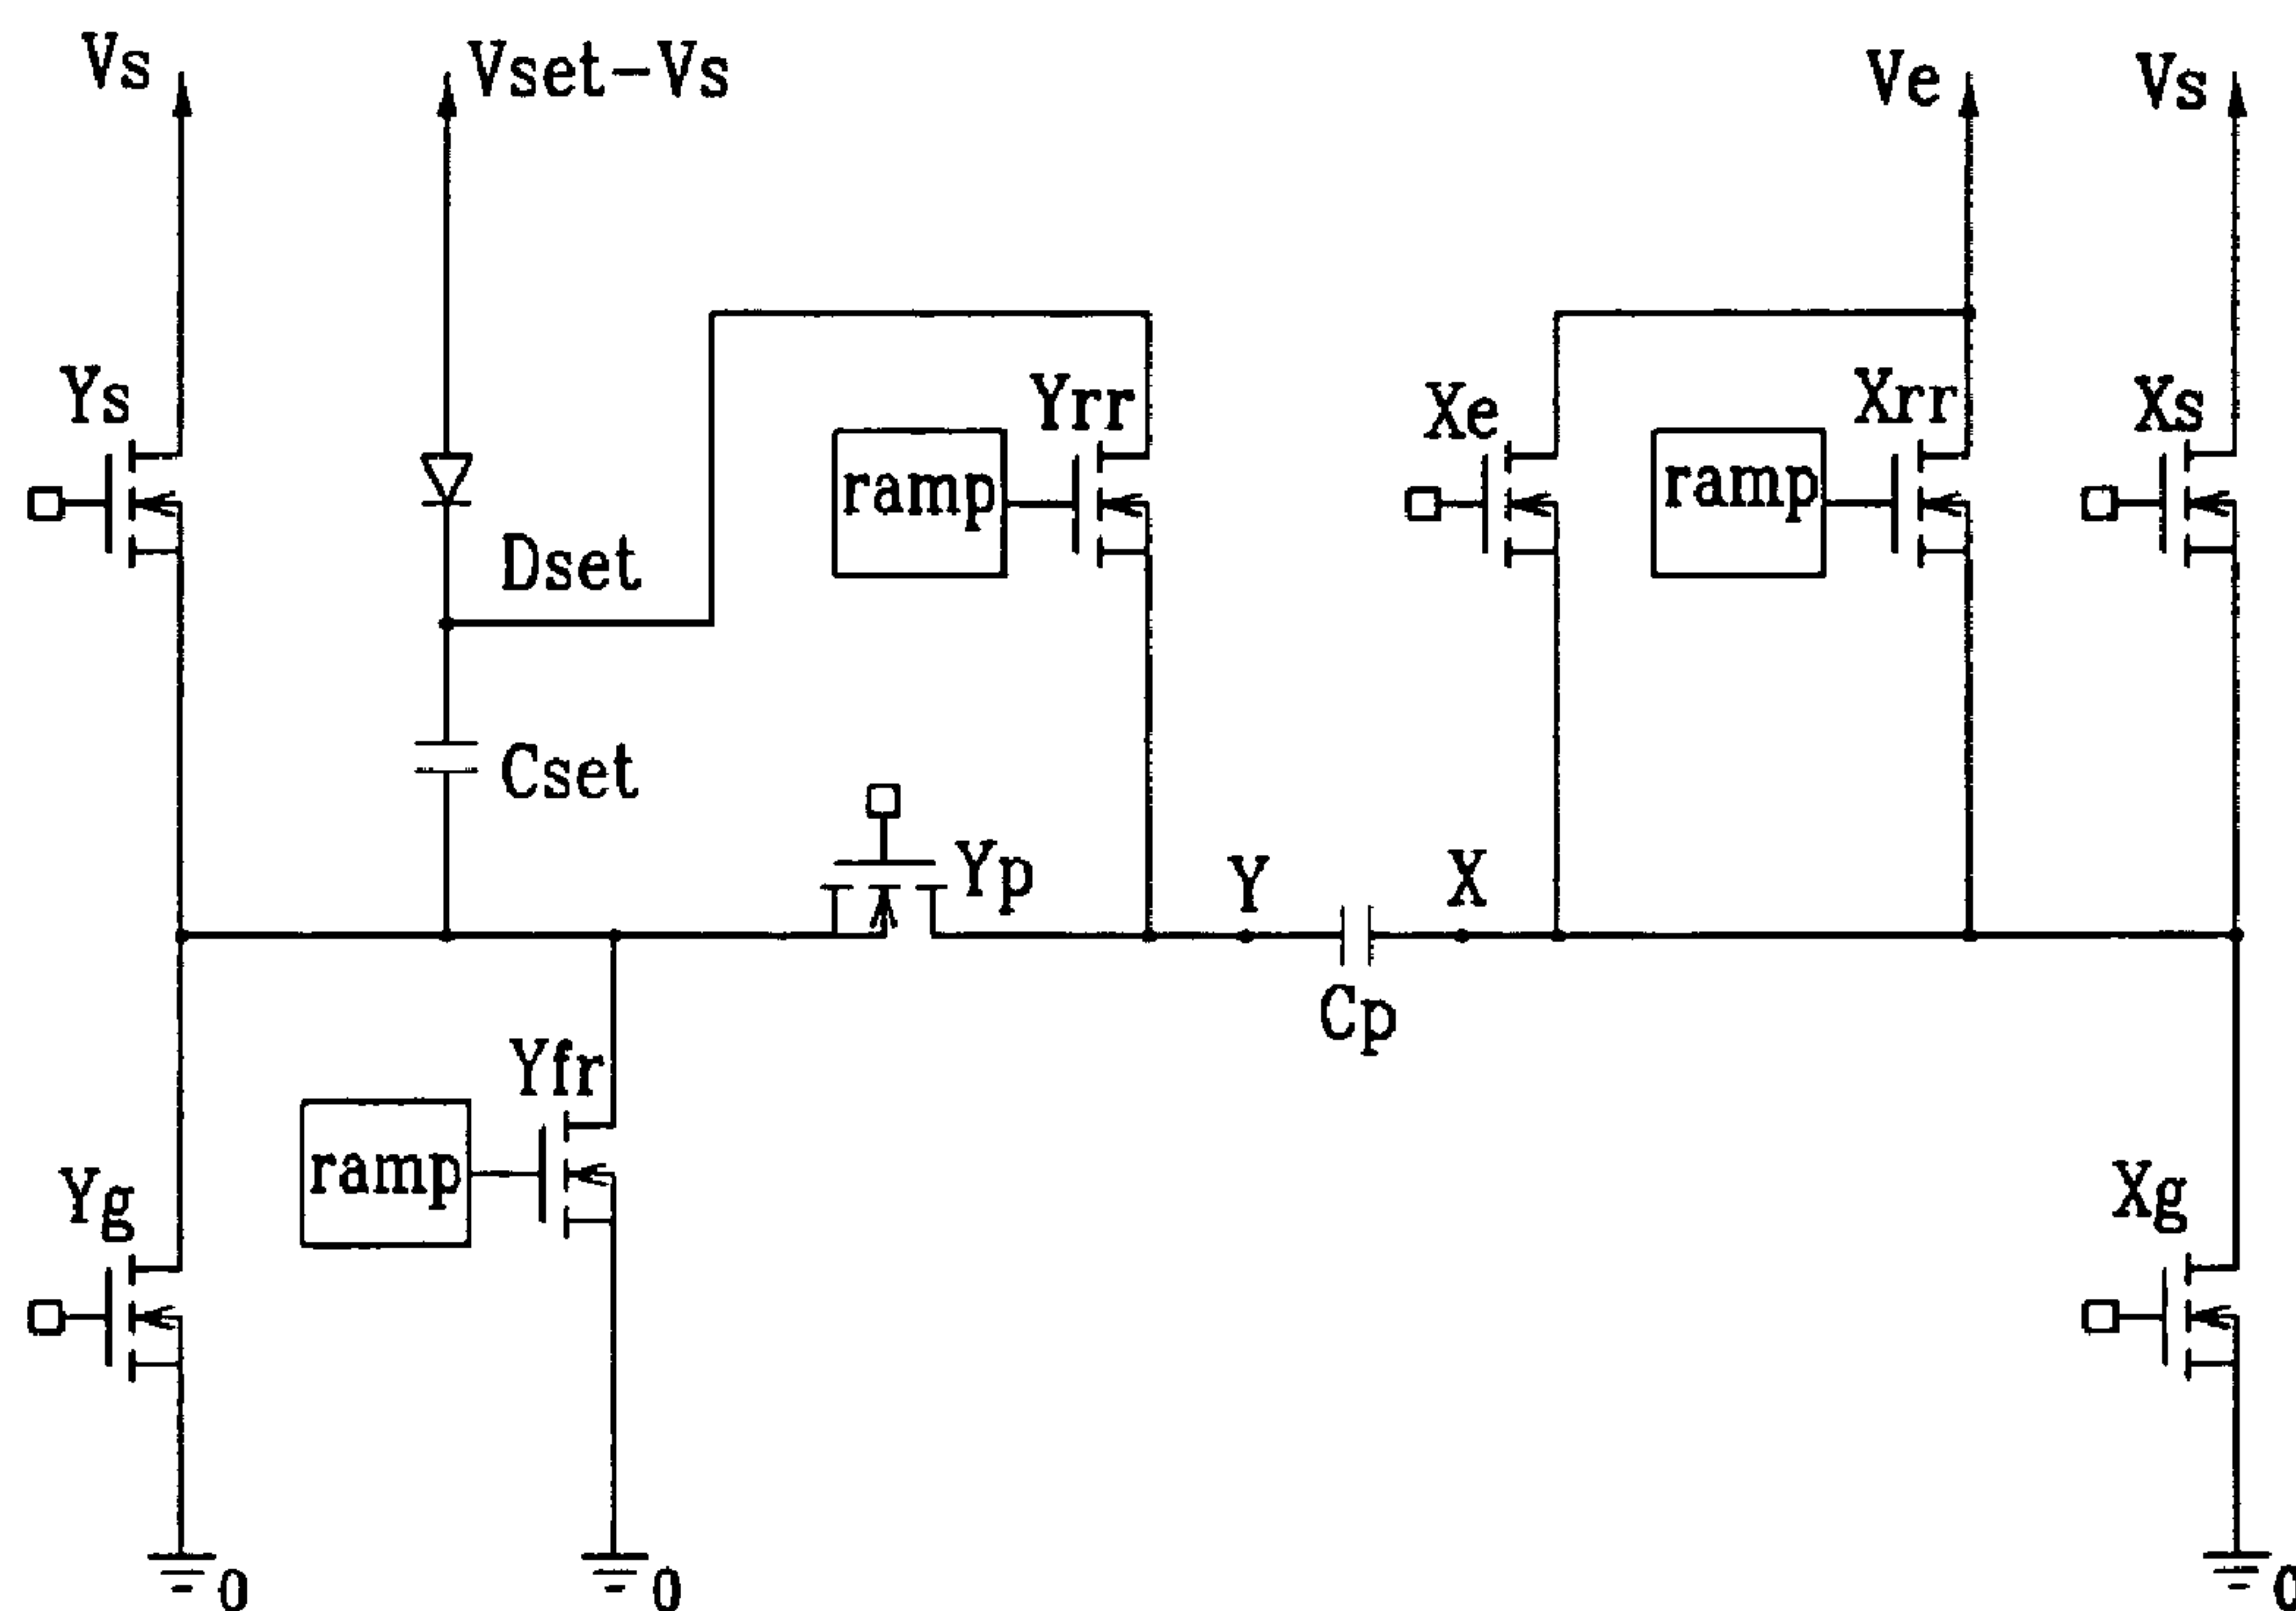 Vs
Vset-Vs
Ve
Vs
Ys
Yrr
Xe
Xrr
Xs
ramp
ramp
Dset
Cset
Yp
Y
X
Cp
Yfr
ramp
Yg
Xg
0
0
0